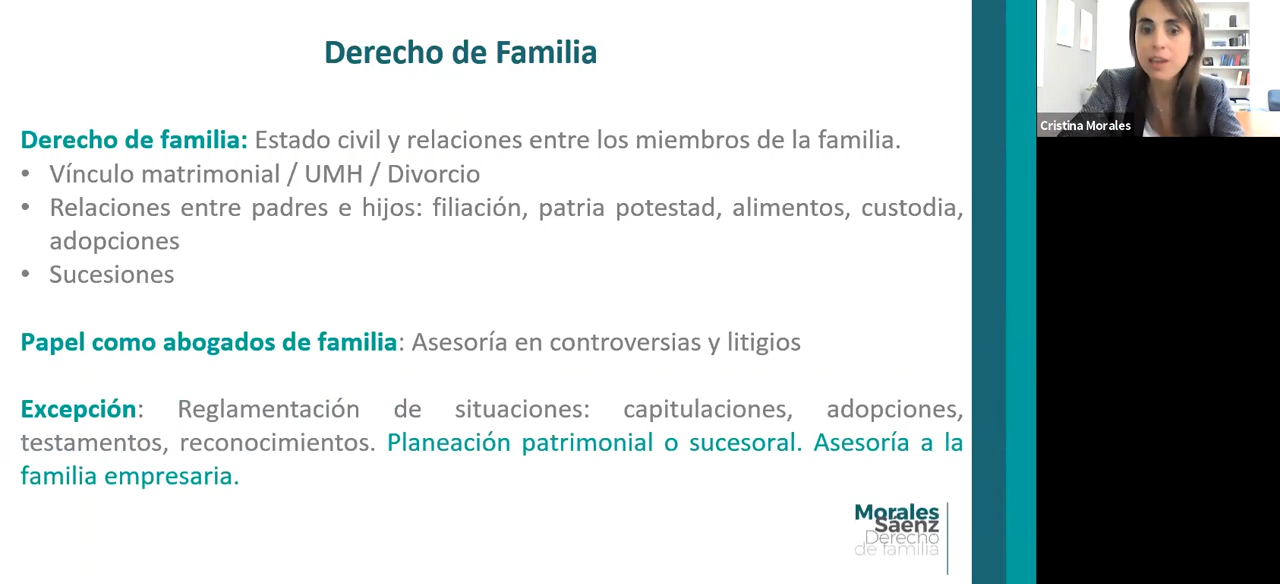 Derecho de Familia
Derecho de familia: Estado civil y relaciones entre los miembros de la familia.
• Vínculo matrimonial / UMH / Divorcio
• Relaciones entre padres e hijos: filiación, patria potestad, alimentos, custodia,
adopciones
• Sucesiones
Papel como abogados de familia: Asesoría en controversias y litigios
Excepción: Reglamentación de situaciones: capitulaciones, adopciones,
testamentos, reconocimientos. Planeación patrimonial o sucesoral. Asesoría a la
familia empresaria.
Morales
Sáenz
Derecho
de familia
Cristina Morales